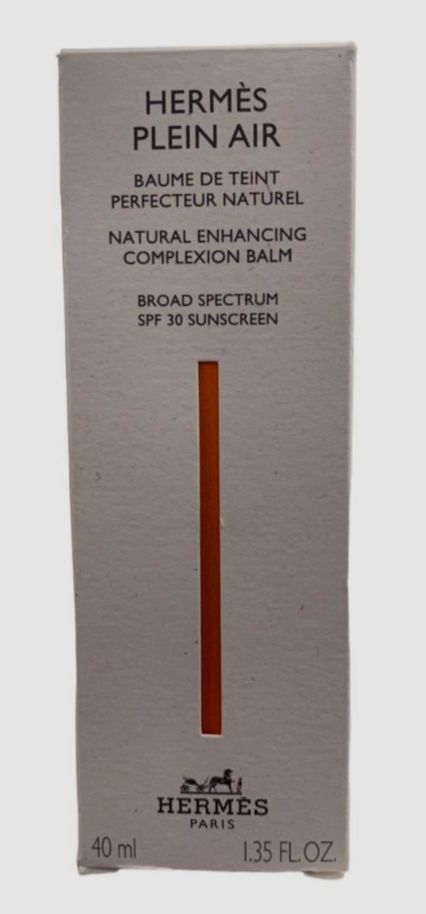 HERMÈS
PLEIN AIR
BAUME DE TEINT
PERFECTEUR NATUREL
NATURAL ENHANCING
COMPLEXION BALM
BROAD SPECTRUM
SPF 30 SUNSCREEN
HERMÈS
PARIS
40 ml 1.35 FL.OZ.